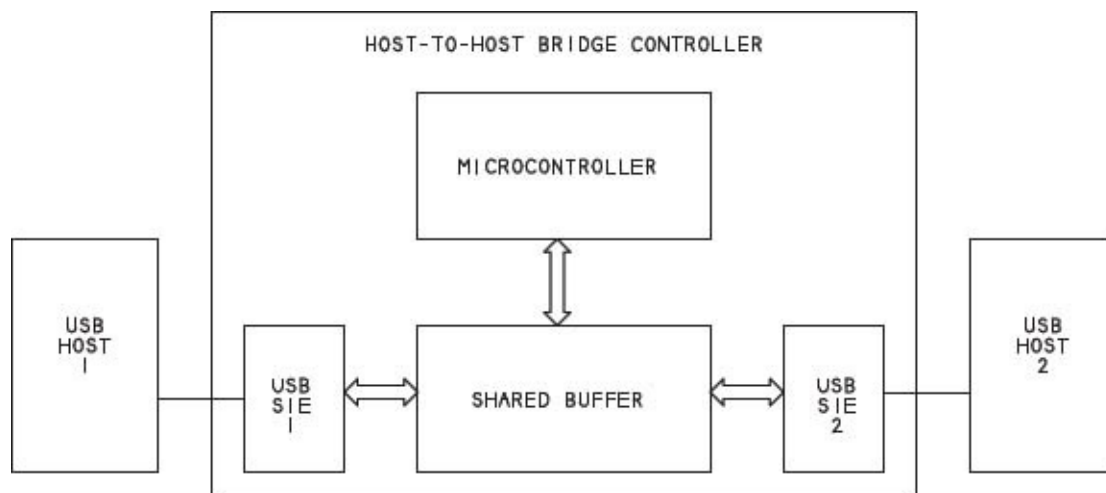 HOST-TO-HOST BRIDGE CONTROLLER
MICROCONTROLLER
USB
HOST
1
USB
SIE
1
SHARED BUFFER
USB
SIE
2
USB
HOST
2